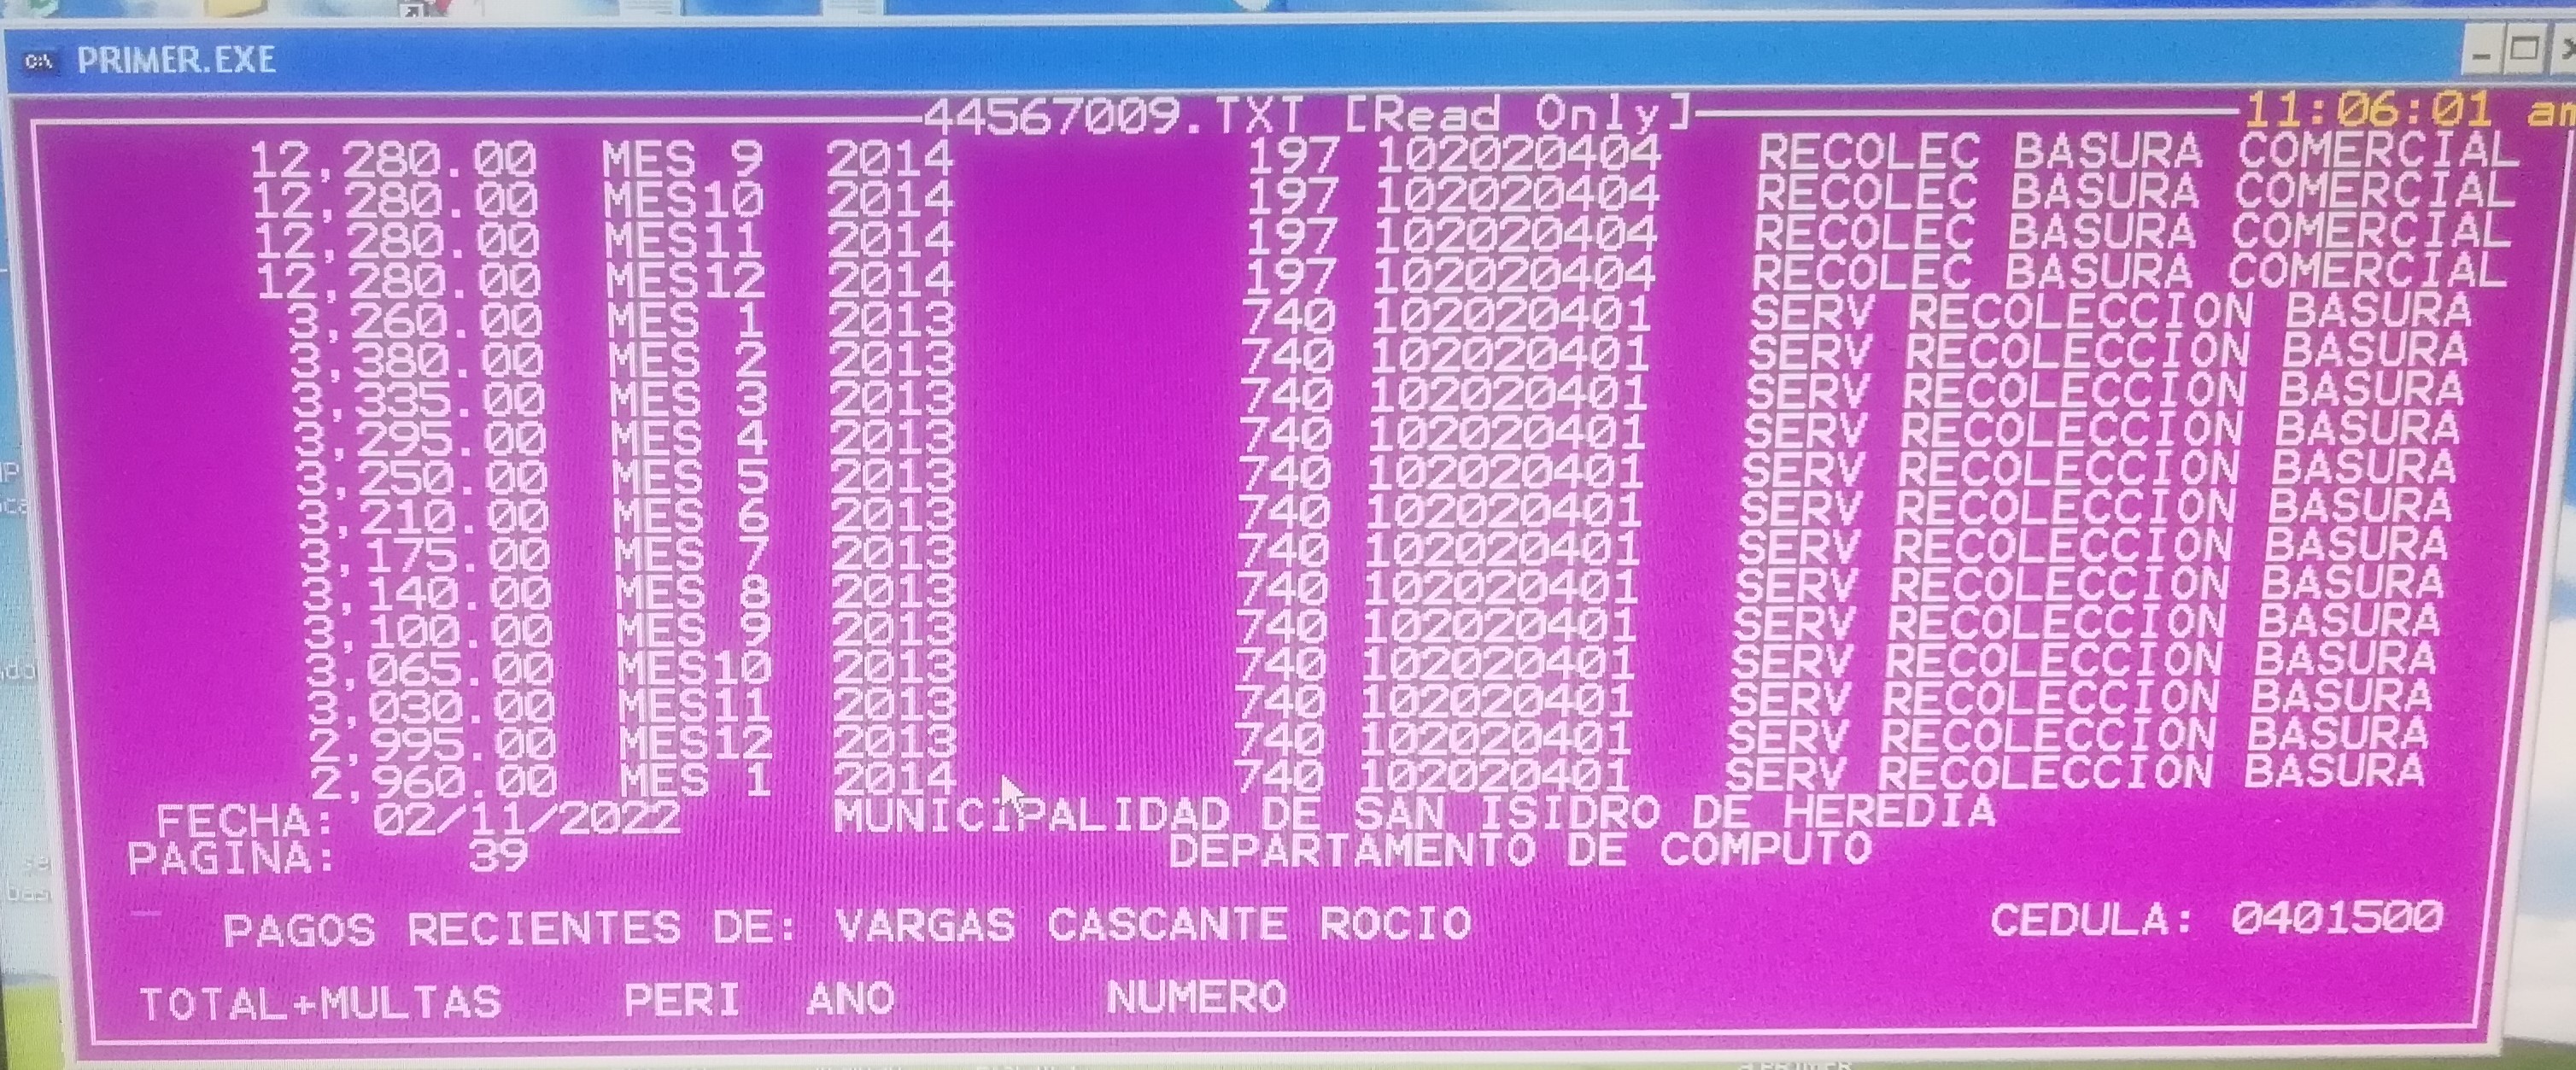 PRIMER.EXE
44567009.TXT [Read Only] 11:06:01
12,280.00 MES 9 2014 197 102020404 RECOLEC BASURA COMERCIAL
12,280.00 MES10 2014 197 102020404 RECOLEC BASURA COMERCIAL
12,280.00 MES11 2014 197 102020404 RECOLEC BASURA COMERCIAL
12,280.00 MES12 2014 197 102020404 RECOLEC BASURA COMERCIAL
3,260.00 MES 1 2013 740 102020401 SERV RECOLECCION BASURA
3,380.00 MES 2 2013 740 102020401 SERV RECOLECCION BASURA
3,335.00 MES 3 2013 740 102020401 SERV RECOLECCION BASURA
3,295.00 MES 4 2013 740 102020401 SERV RECOLECCION BASURA
3,250.00 MES 5 2013 740 102020401 SERV RECOLECCION BASURA
3,210.00 MES 6 2013 740 102020401 SERV RECOLECCION BASURA
3,175.00 MES 7 2013 740 102020401 SERV RECOLECCION BASURA
3,140.00 MES 8 2013 740 102020401 SERV RECOLECCION BASURA
3,100.00 MES 9 2013 740 102020401 SERV RECOLECCION BASURA
3,065.00 MES10 2013 740 102020401 SERV RECOLECCION BASURA
3,030.00 MES11 2013 740 102020401 SERV RECOLECCION BASURA
2,995.00 MES12 2013 740 102020401 SERV RECOLECCION BASURA
2,960.00 MES 1 2014 740 102020401 SERV RECOLECCION BASURA
FECHA: 02/11/2022 MUNICIPALIDAD DE SAN ISIDRO DE HEREDIA
PAGINA: 39 DEPARTAMENTO DE COMPUTO
PAGOS RECIENTES DE: VARGAS CASCANTE ROCIO CEDULA: 0401500
TOTAL+MULTAS PERI ANO NUMERO